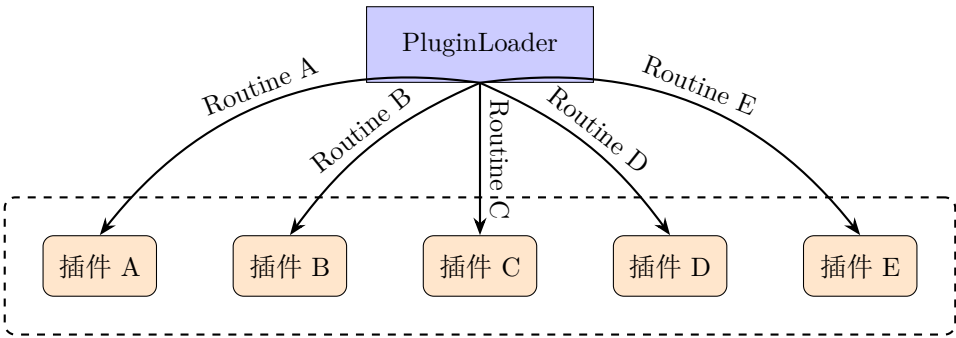 PluginLoader
Routine A
Routine B
Routine C
Routine D
Routine E
插件 A
插件 B
插件 C
插件 D
插件 E